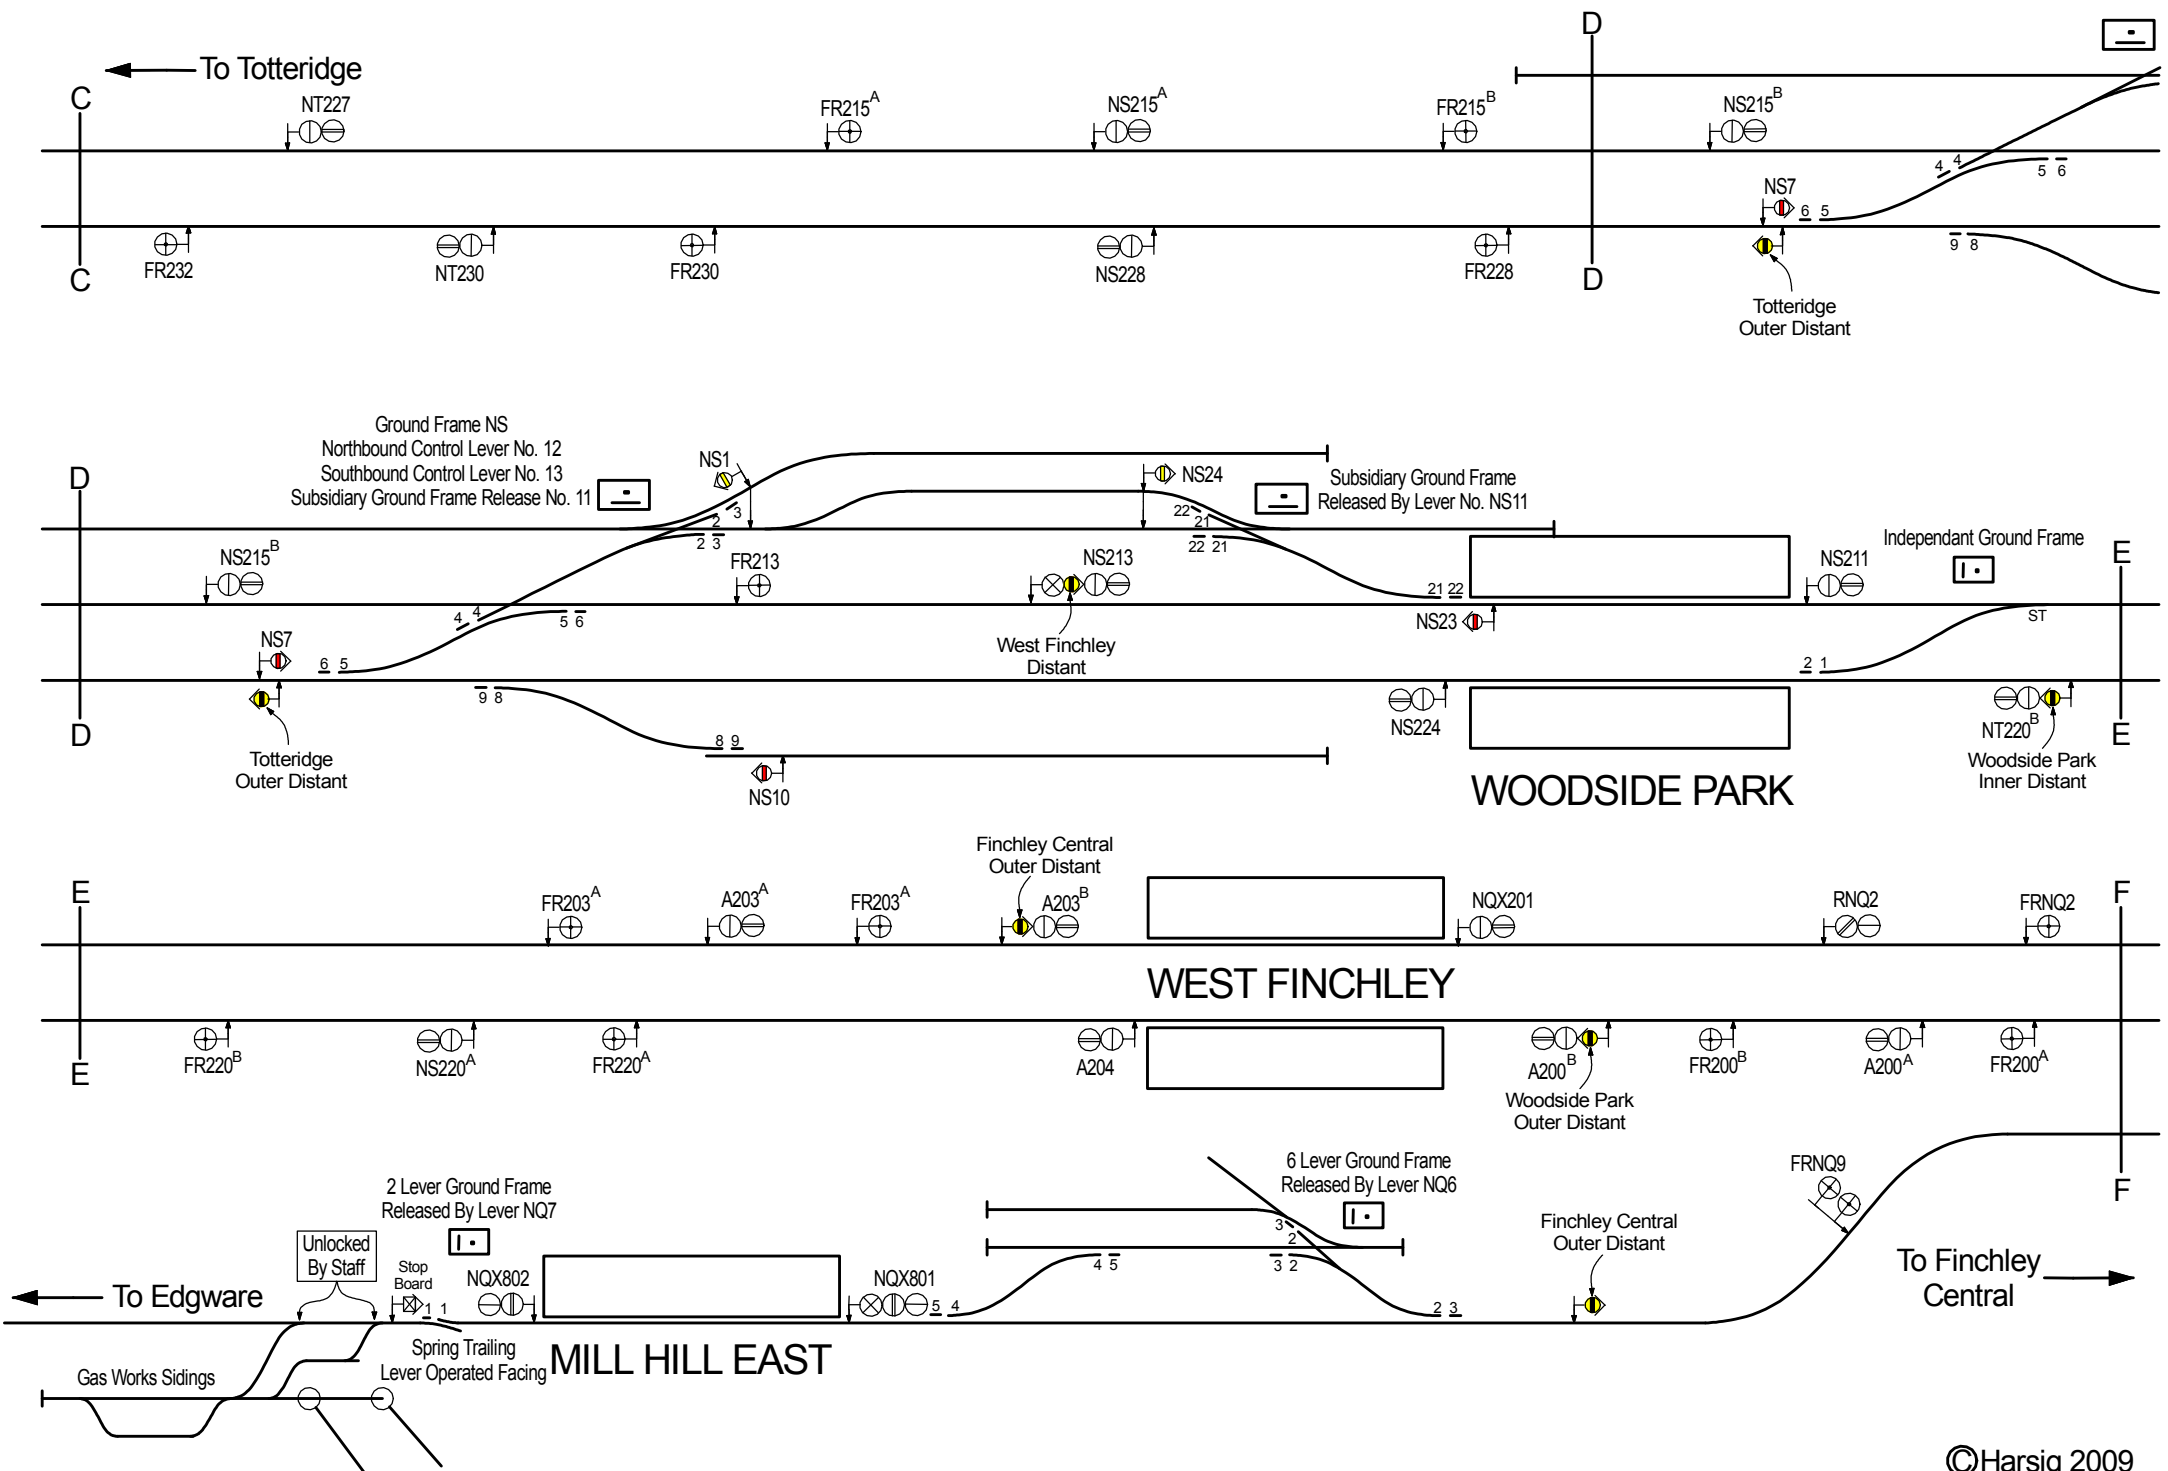 D
To Totteridge
C
NT227
FR215A
NS215A
FR215B
NS215B
4 4
5 6
NS7
6 5
9 8
FR232
NT230
FR230
NS228
FR228
C
D
Totteridge
Outer Distant
Ground Frame NS
Northbound Control Lever No. 12
Southbound Control Lever No. 13
Subsidiary Ground Frame Release No. 11
NS1
NS24
Subsidiary Ground Frame
Released By Lever No. NS11
D
3
2
2 3
22
21
22 21
NS215B
FR213
NS213
Independant Ground Frame
NS211
E
21 22
4 4
5 6
NS23
ST
NS7
6 5
West Finchley
Distant
2 1
9 8
NS224
NT220B
D
8 9
E
Totteridge
Outer Distant
NS10
WOODSIDE PARK
Woodside Park
Inner Distant
Finchley Central
Outer Distant
E
FR203A
A203A
FR203A
A203B
NQX201
RNQ2
FRNQ2
F
WEST FINCHLEY
FR220B
NS220A
FR220A
A204
A200B
FR200B
A200A
FR200A
E
Woodside Park
Outer Distant
2 Lever Ground Frame
Released By Lever NQ7
6 Lever Ground Frame
Released By Lever NQ6
FRNQ9
F
Unlocked
By Staff
Stop
Board
3
2
4 5
3 2
Finchley Central
Outer Distant
To Edgware
NQX802
NQX801
To Finchley
Central
1 1
5 4
2 3
Spring Trailing
Lever Operated Facing
MILL HILL EAST
Gas Works Sidings
©Harsig 2009